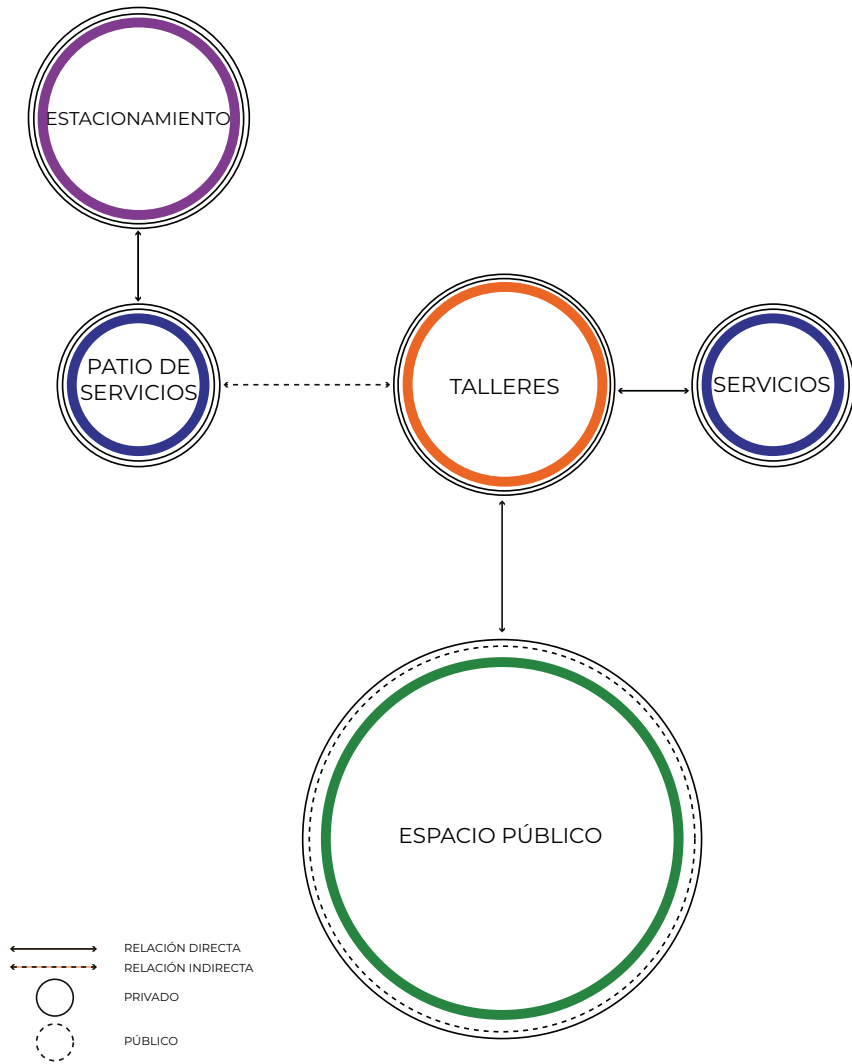 ESTACIONAMIENTO
PATIO DE
SERVICIOS
TALLERES
SERVICIOS
ESPACIO PÚBLICO
RELACIÓN DIRECTA
RELACIÓN INDIRECTA
PRIVADO
PÚBLICO